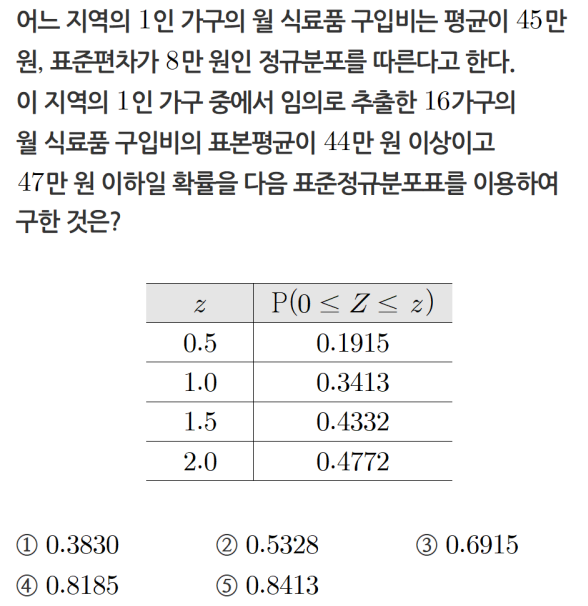 어느 지역의 1인 가구의 월 식료품 구입비는 평균이 45만
원, 표준편차가 8만 원인 정규분포를 따른다고 한다.
이 지역의 1인 가구 중에서 임의로 추출한 16가구의
월 식료품 구입비의 표본평균이 44만 원 이상이고
47만 원 이하일 확률을 다음 표준정규분포표를 이용하여
구한 것은?
z P(0 ≤ Z ≤ z)
0.5 0.1915
1.0 0.3413
1.5 0.4332
2.0 0.4772
① 0.3830 ② 0.5328 ③ 0.6915
④ 0.8185 ⑤ 0.8413